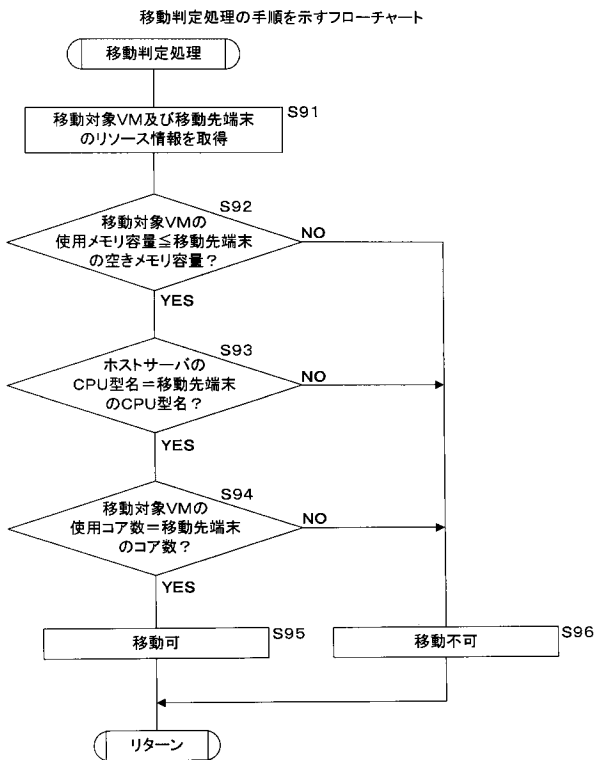 移動判定処理の手順を示すフローチャート
移動判定処理
S91
移動対象VM及び移動先端末
のリソース情報を取得
S92
移動対象VMの
使用メモリ容量≦移動先端末
の空きメモリ容量?
NO
YES
S93
ホストサーバの
CPU型名=移動先端末
のCPU型名?
NO
YES
S94
移動対象VMの
使用コア数=移動先端末
のコア数?
NO
YES
移動可
S95
移動不可
S96
リターン